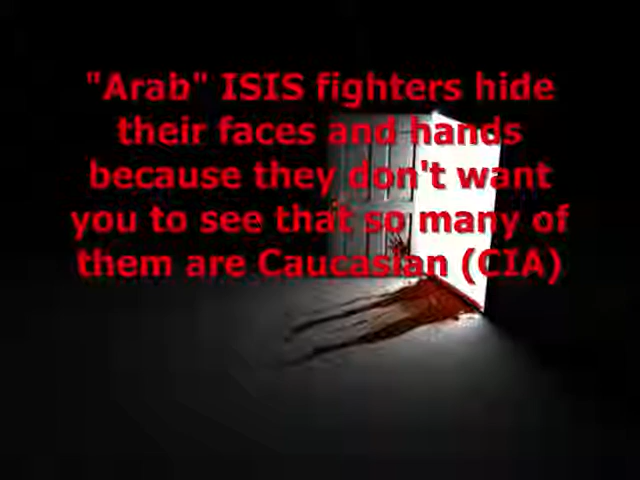 "Arab" ISIS fighters hide
their faces and hands
because they don't want
you to see that so many of
them are Caucasian (CIA)